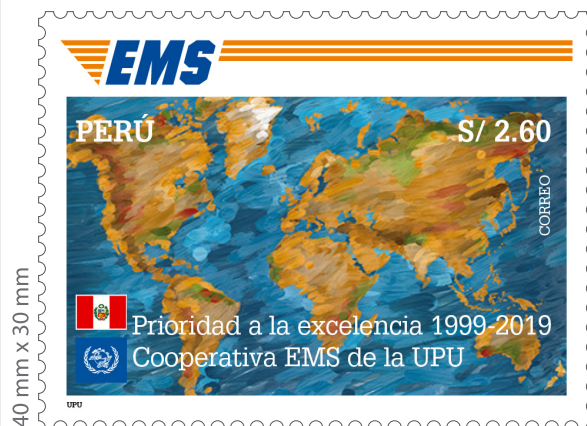 EMS
PERÚ
S/ 2.60
CORREO
Prioridad a la excelencia 1999-2019
Cooperativa EMS de la UPU
UPU
40 mm x 30 mm